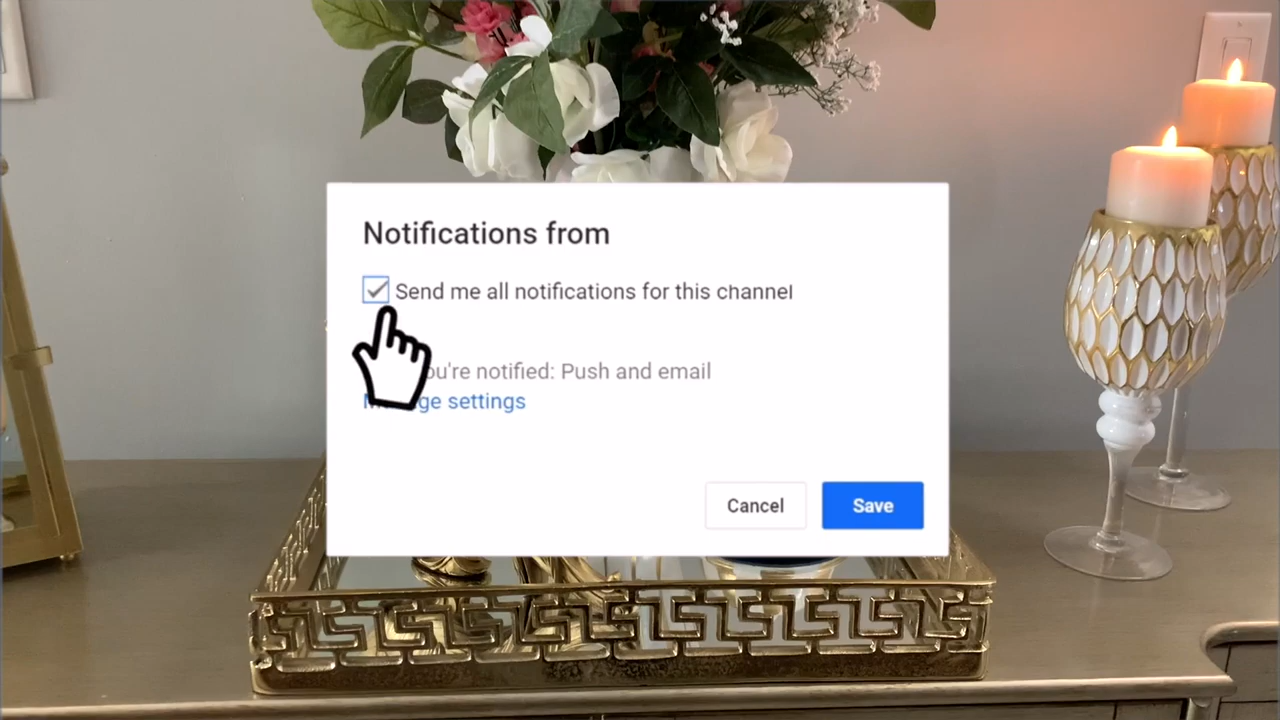 Notifications from
Send me all notifications for this channel
ou're notified: Push and email
ge settings
Cancel
Save